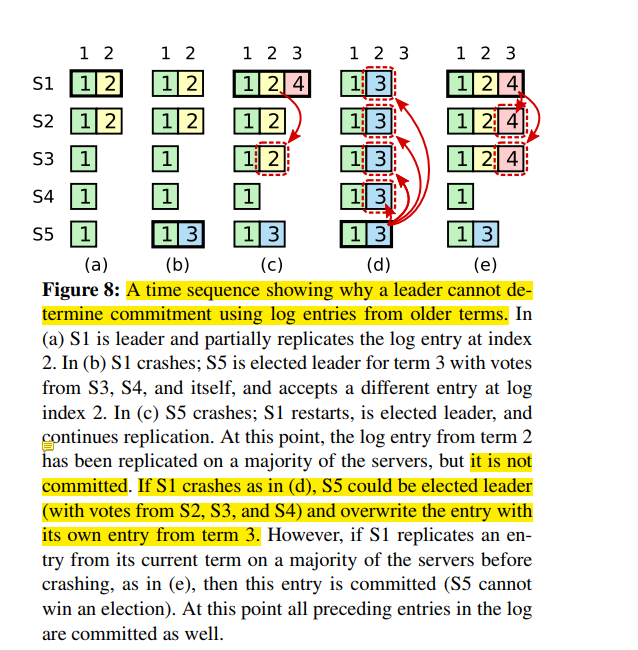 1 2 1 2 1 2 3 1 2 3 1 2 3
S1 1 2 1 2 1 2 4 1 3 1 2 4
S2 1 2 1 2 1 2 1 3 1 2 4
S3 1 1 1 2 1 3 1 2 4
S4 1 1 1 1 3 1
S5 1 1 3 1 3 1 3 1 3
(a) (b) (c) (d) (e)
Figure 8: A time sequence showing why a leader cannot de-
termine commitment using log entries from older terms. In
(a) S1 is leader and partially replicates the log entry at index
2. In (b) S1 crashes; S5 is elected leader for term 3 with votes
from S3, S4, and itself, and accepts a different entry at log
index 2. In (c) S5 crashes; S1 restarts, is elected leader, and
continues replication. At this point, the log entry from term 2
has been replicated on a majority of the servers, but it is not
committed. If S1 crashes as in (d), S5 could be elected leader
(with votes from S2, S3, and S4) and overwrite the entry with
its own entry from term 3. However, if S1 replicates an en-
try from its current term on a majority of the servers before
crashing, as in (e), then this entry is committed (S5 cannot
win an election). At this point all preceding entries in the log
are committed as well.